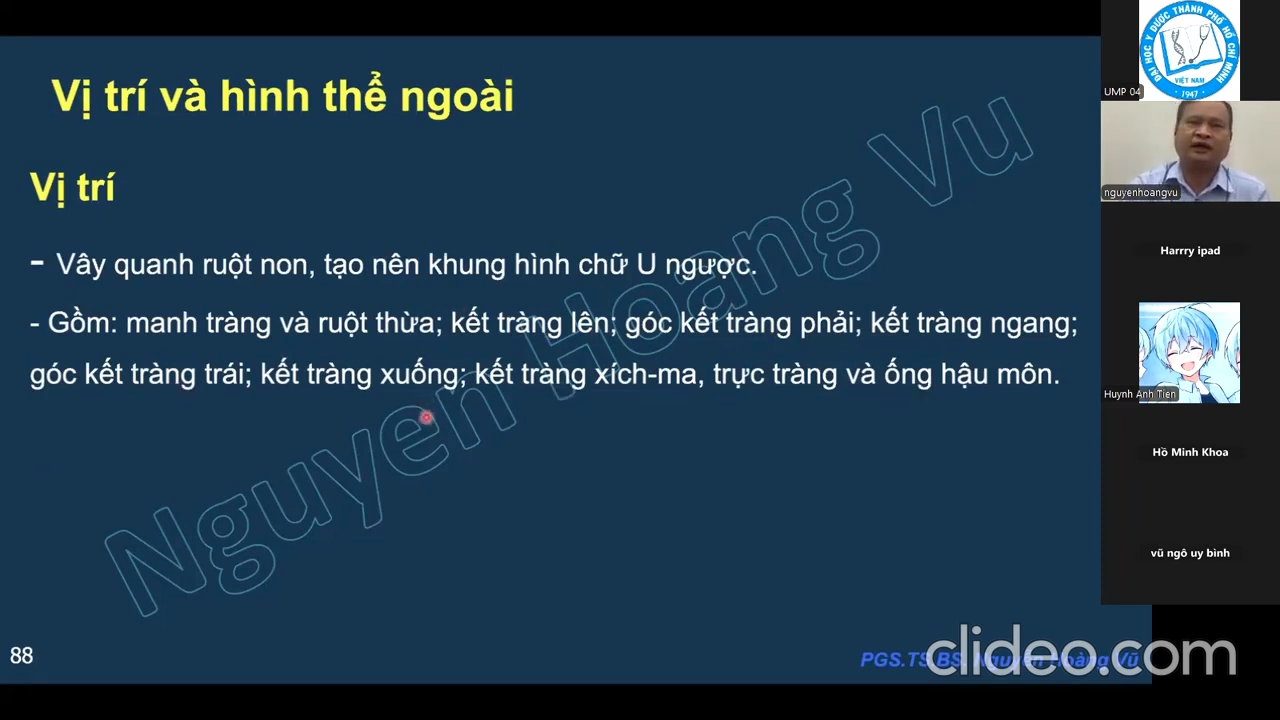 Vị trí và hình thể ngoài
Vị trí
- Vây quanh ruột non, tạo nên khung hình chữ U ngược.
- Gồm: manh tràng và ruột thừa; kết tràng lên; góc kết tràng phải; kết tràng ngang;
góc kết tràng trái; kết tràng xuống; kết tràng xích-ma, trực tràng và ống hậu môn.
Nguyen Hoang Vu
88
PGS.TS.BS. Nguyễn Hoàng Vũ
clideo.com
ĐẠI HỌC Y DƯỢC THÀNH PHỐ HỒ CHÍ MINH
VIỆT NAM
1947
UMP 04
nguyenhoangvu
Harrry ipad
Huynh Anh Tien
Hồ Minh Khoa
vũ ngô uy bình